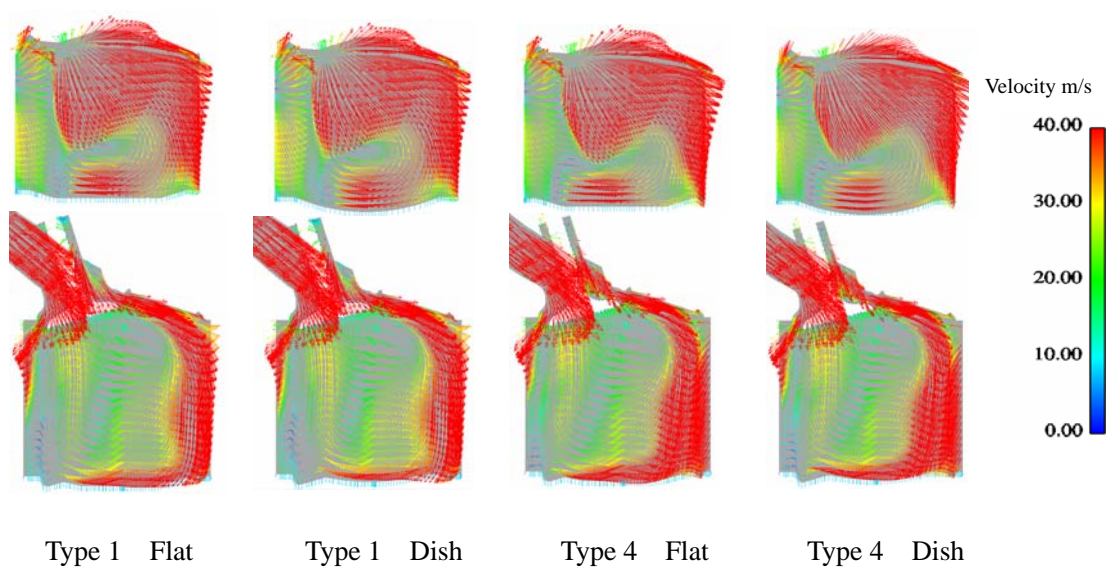 Velocity m/s
40.00
30.00
20.00
10.00
0.00
Type 1 Flat
Type 1 Dish
Type 4 Flat
Type 4 Dish